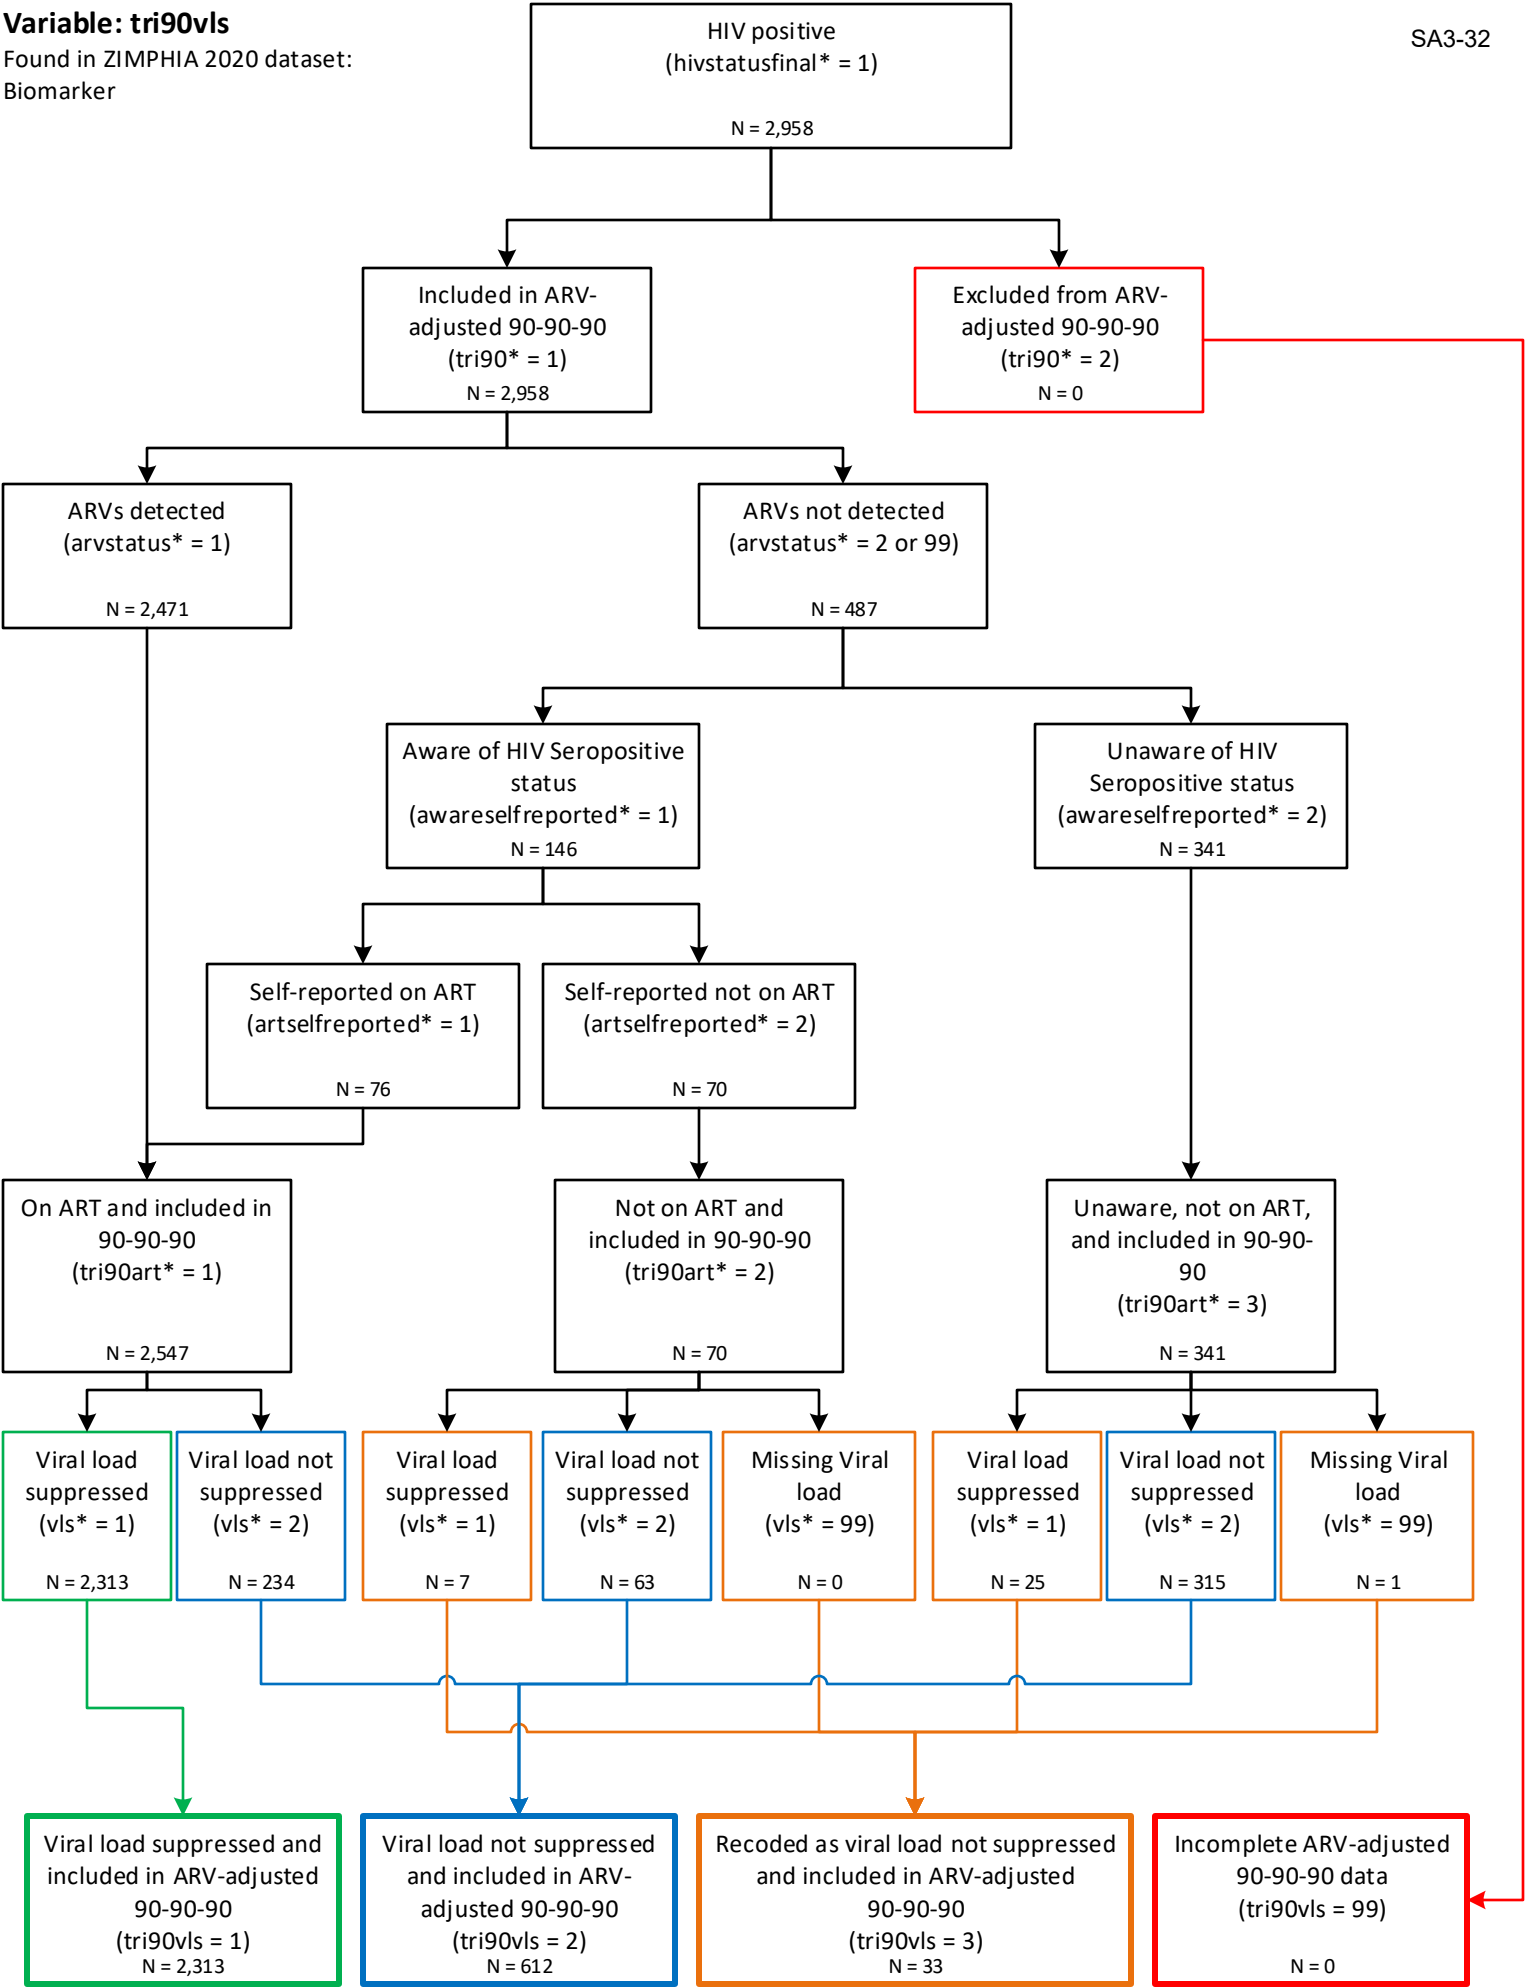 Variable: tri90vls
Found in ZIMPHIA 2020 dataset:
Biomarker
SA3-32
HIV positive
(hivstatusfinal* = 1)
N = 2,958
Included in ARV-
adjusted 90-90-90
(tri90* = 1)
N = 2,958
Excluded from ARV-
adjusted 90-90-90
(tri90* = 2)
N = 0
ARVs detected
(arvstatus* = 1)
N = 2,471
ARVs not detected
(arvstatus* = 2 or 99)
N = 487
Aware of HIV Seropositive
status
(awareselfreported* = 1)
N = 146
Unaware of HIV
Seropositive status
(awareselfreported* = 2)
N = 341
Self-reported on ART
(artselfreported* = 1)
N = 76
Self-reported not on ART
(artselfreported* = 2)
N = 70
On ART and included in
90-90-90
(tri90art* = 1)
N = 2,547
Not on ART and
included in 90-90-90
(tri90art* = 2)
N = 70
Unaware, not on ART,
and included in 90-90-
90
(tri90art* = 3)
N = 341
Viral load
suppressed
(vls* = 1)
N = 2,313
Viral load not
suppressed
(vls* = 2)
N = 234
Viral load
suppressed
(vls* = 1)
N = 7
Viral load not
suppressed
(vls* = 2)
N = 63
Missing Viral
load
(vls* = 99)
N = 0
Viral load
suppressed
(vls* = 1)
N = 25
Viral load not
suppressed
(vls* = 2)
N = 315
Missing Viral
load
(vls* = 99)
N = 1
Viral load suppressed and
included in ARV-adjusted
90-90-90
(tri90vls = 1)
N = 2,313
Viral load not suppressed
and included in ARV-
adjusted 90-90-90
(tri90vls = 2)
N = 612
Recoded as viral load not suppressed
and included in ARV-adjusted
90-90-90
(tri90vls = 3)
N = 33
Incomplete ARV-adjusted
90-90-90 data
(tri90vls = 99)
N = 0